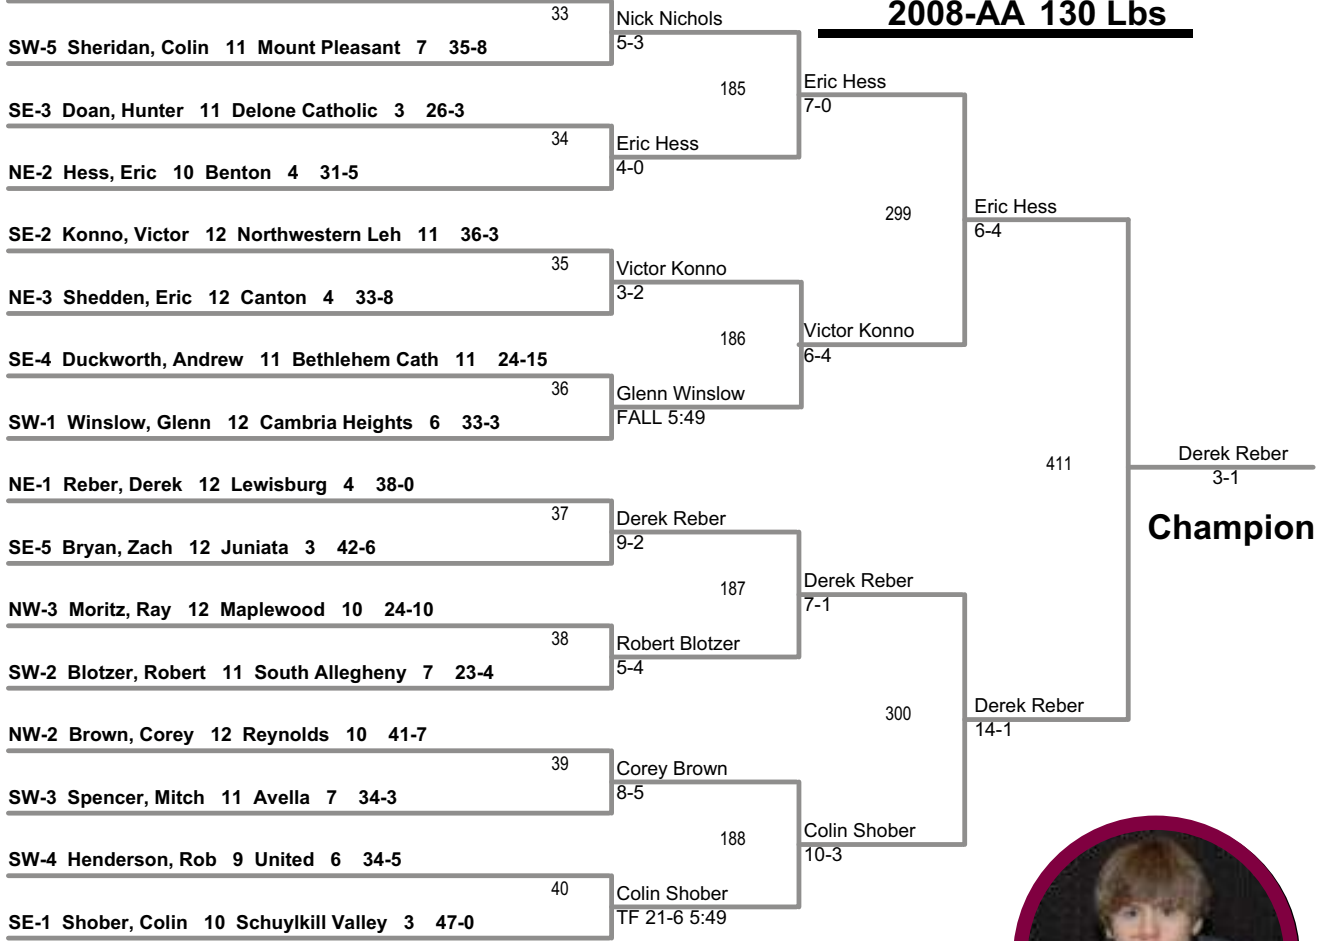 2008-AA 130 Lbs
33
Nick Nichols
5-3
SW-5 Sheridan, Colin 11 Mount Pleasant 7 35-8
185
Eric Hess
7-0
SE-3 Doan, Hunter 11 Delone Catholic 3 26-3
34
Eric Hess
4-0
NE-2 Hess, Eric 10 Benton 4 31-5
299
Eric Hess
6-4
SE-2 Konno, Victor 12 Northwestern Leh 11 36-3
35
Victor Konno
3-2
NE-3 Shedden, Eric 12 Canton 4 33-8
186
Victor Konno
6-4
SE-4 Duckworth, Andrew 11 Bethlehem Cath 11 24-15
36
Glenn Winslow
FALL 5:49
SW-1 Winslow, Glenn 12 Cambria Heights 6 33-3
411
Derek Reber
3-1
Champion
NE-1 Reber, Derek 12 Lewisburg 4 38-0
37
Derek Reber
9-2
SE-5 Bryan, Zach 12 Juniata 3 42-6
187
Derek Reber
7-1
NW-3 Moritz, Ray 12 Maplewood 10 24-10
38
Robert Blotzer
5-4
SW-2 Blotzer, Robert 11 South Allegheny 7 23-4
300
Derek Reber
14-1
NW-2 Brown, Corey 12 Reynolds 10 41-7
39
Corey Brown
8-5
SW-3 Spencer, Mitch 11 Avella 7 34-3
188
Colin Shober
10-3
SW-4 Henderson, Rob 9 United 6 34-5
40
Colin Shober
TF 21-6 5:49
SE-1 Shober, Colin 10 Schuylkill Valley 3 47-0